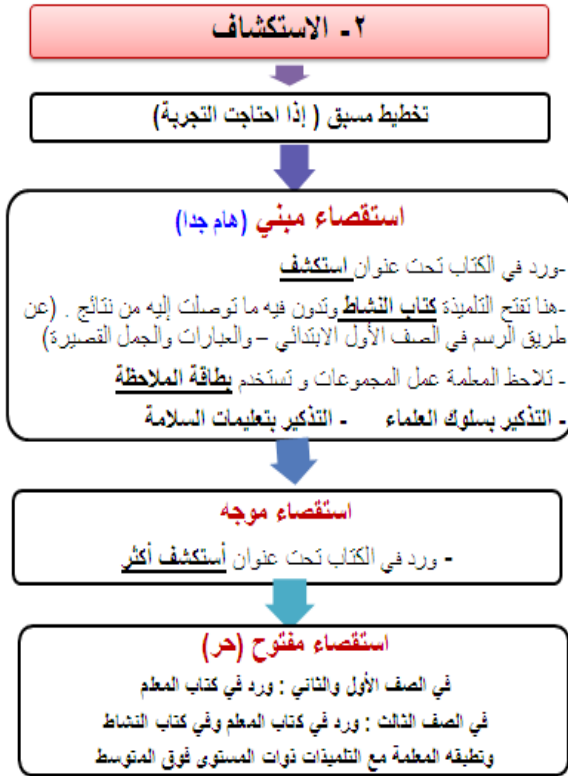 ٢- الاستكشاف
تخطيط مسبق ( إذا احتاجت التجربة)
استقصاء مبني (هام جدا)
-ورد في الكتاب تحت عنوان استكشف
-هنا تفتح التلميذة كتاب النشاط وتدون فيه ما توصلت إليه من نتائج . (عن
طريق الرسم في الصف الأول الابتدائي – والعبارات والجمل القصيرة)
- تلاحظ المعلمة عمل المجموعات و تستخدم بطاقة الملاحظة
- التذكير بسلوك العلماء - التذكير بتعليمات السلامة
استقصاء موجه
- ورد في الكتاب تحت عنوان أستكشف أكثر
استقصاء مفتوح (حر)
في الصف الأول والثاني : ورد في كتاب المعلم
في الصف الثالث : ورد في كتاب المعلم وفي كتاب النشاط
وتطبقه المعلمة مع التلميذات ذوات المستوى فوق المتوسط